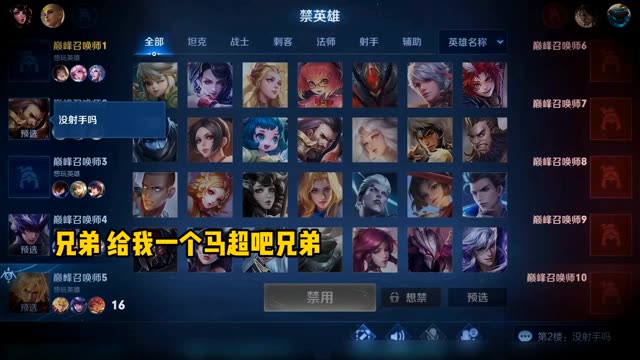 禁英雄
全部 坦克 战士 刺客 法师 射手 辅助 英雄名称
巅峰召唤师1
想玩英雄
没射手吗
预选
巅峰召唤师3
想玩英雄
巅峰召唤师4
预选
兄弟 给我一个马超吧兄弟
巅峰召唤师5
想玩英雄
16
禁用
想禁
预选
巅峰召唤师6
巅峰召唤师7
巅峰召唤师8
巅峰召唤师9
巅峰召唤师10
第2楼：没射手吗